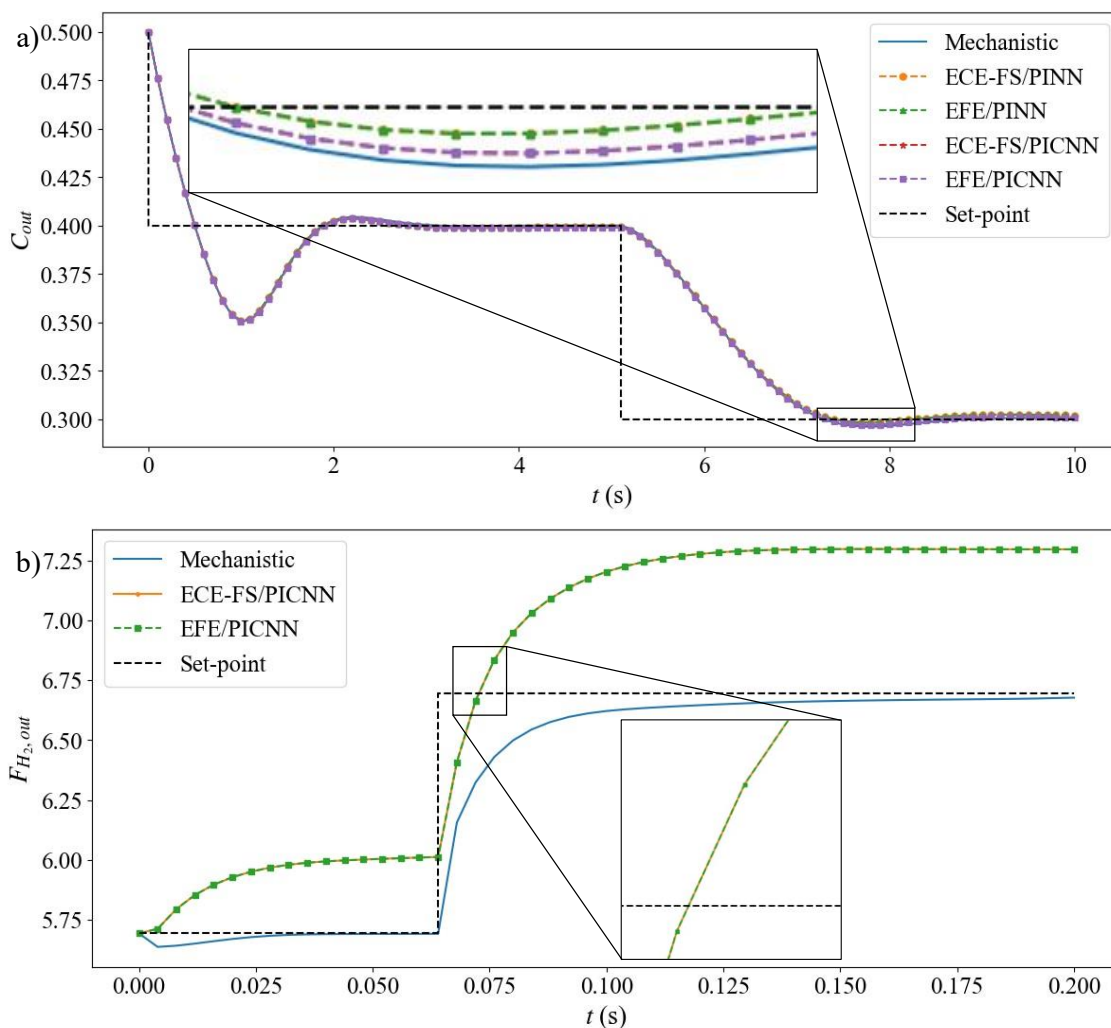 a)
0.500
0.475
0.450
0.425
0.400
0.375
0.350
0.325
0.300
C_out
Mechanistic
ECE-FS/PINN
EFE/PINN
ECE-FS/PICNN
EFE/PICNN
Set-point
0 2 4 6 8 10
t (s)
b)
7.25
7.00
6.75
6.50
6.25
6.00
5.75
F_H2, out
Mechanistic
ECE-FS/PICNN
EFE/PICNN
Set-point
0.000 0.025 0.050 0.075 0.100 0.125 0.150 0.175 0.200
t (s)